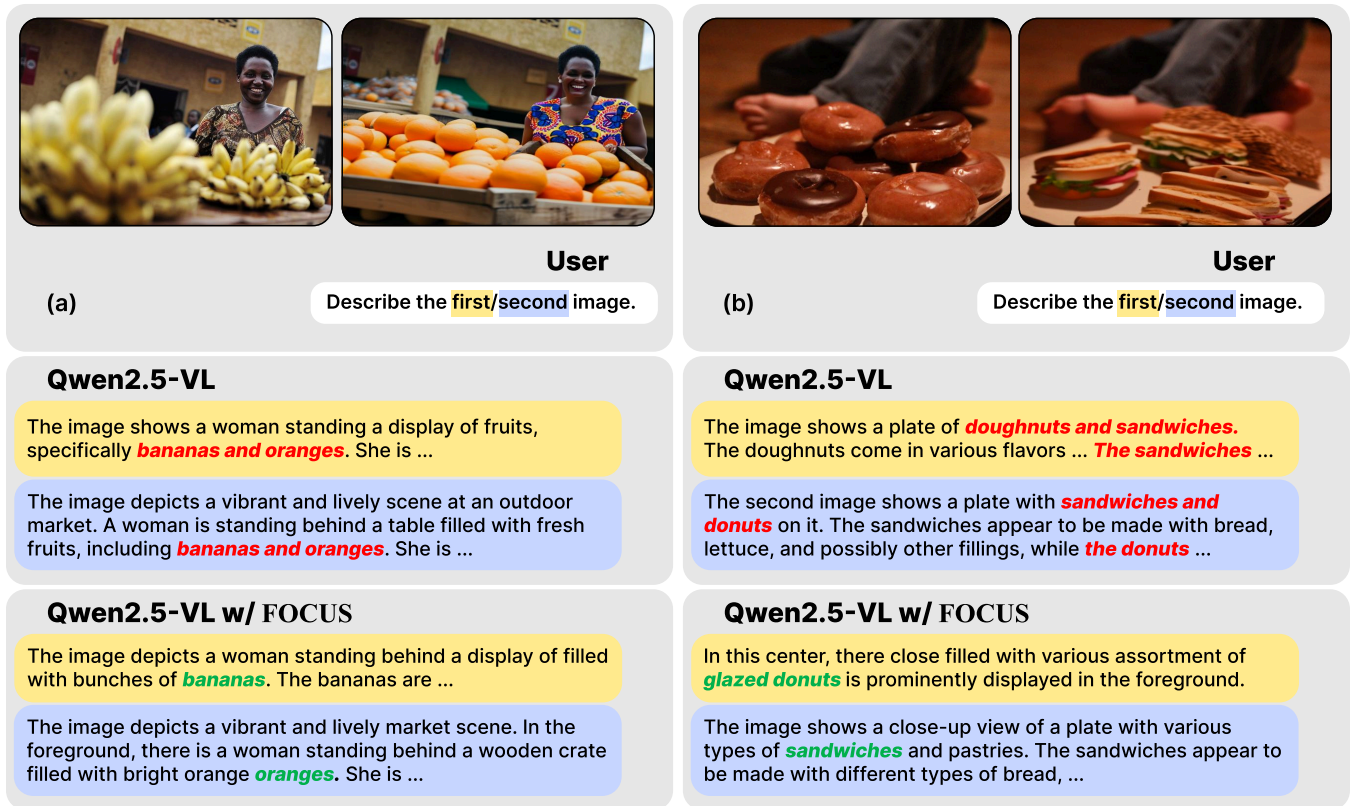 User
(a)
Describe the first/second image.
Qwen2.5-VL
The image shows a woman standing a display of fruits,
specifically bananas and oranges. She is ...
The image depicts a vibrant and lively scene at an outdoor
market. A woman is standing behind a table filled with fresh
fruits, including bananas and oranges. She is ...
Qwen2.5-VL w/ FOCUS
The image depicts a woman standing behind a display of filled
with bunches of bananas. The bananas are ...
The image depicts a vibrant and lively market scene. In the
foreground, there is a woman standing behind a wooden crate
filled with bright orange oranges. She is ...
User
(b)
Describe the first/second image.
Qwen2.5-VL
The image shows a plate of doughnuts and sandwiches.
The doughnuts come in various flavors ... The sandwiches ...
The second image shows a plate with sandwiches and
donuts on it. The sandwiches appear to be made with bread,
lettuce, and possibly other fillings, while the donuts ...
Qwen2.5-VL w/ FOCUS
In this center, there close filled with various assortment of
glazed donuts is prominently displayed in the foreground.
The image shows a close-up view of a plate with various
types of sandwiches and pastries. The sandwiches appear to
be made with different types of bread, ...